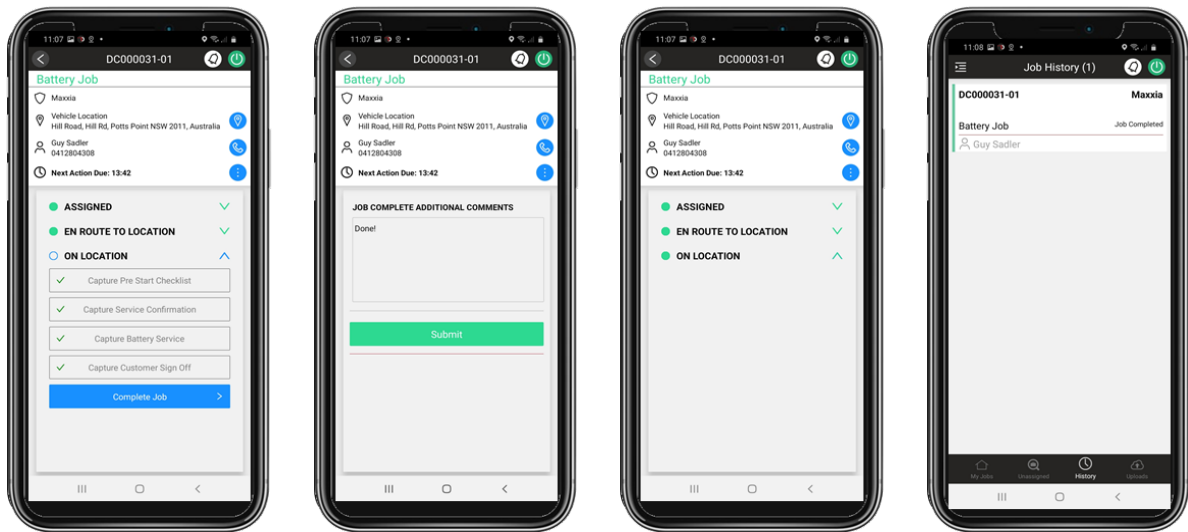 11:07
DC000031-01
Battery Job
Maxxia
Vehicle Location
Hill Road, Hill Rd, Potts Point NSW 2011, Australia
Guy Sadler
0412804308
Next Action Due: 13:42
ASSIGNED
EN ROUTE TO LOCATION
ON LOCATION
Capture Pre Start Checklist
Capture Service Confirmation
Capture Battery Service
Capture Customer Sign Off
Complete Job
11:07
DC000031-01
Battery Job
Maxxia
Vehicle Location
Hill Road, Hill Rd, Potts Point NSW 2011, Australia
Guy Sadler
0412804308
Next Action Due: 13:42
JOB COMPLETE ADDITIONAL COMMENTS
Done!
Submit
11:07
DC000031-01
Battery Job
Maxxia
Vehicle Location
Hill Road, Hill Rd, Potts Point NSW 2011, Australia
Guy Sadler
0412804308
Next Action Due: 13:42
ASSIGNED
EN ROUTE TO LOCATION
ON LOCATION
11:08
Job History (1)
DC000031-01 Maxxia
Battery Job Job Completed
Guy Sadler
My Jobs Unassigned History Uploads